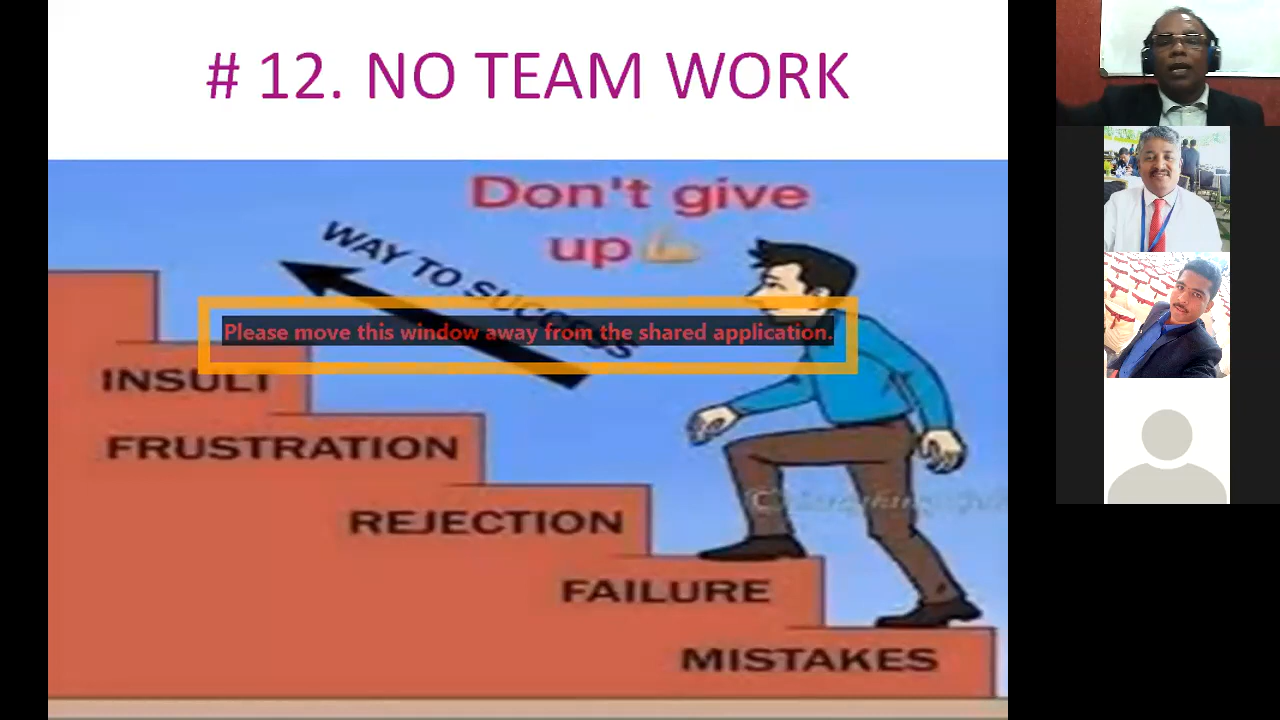 # 12. NO TEAM WORK
Don't give
up
WAY TO SUCCESS
Please move this window away from the shared application.
INSULT
FRUSTRATION
REJECTION
FAILURE
MISTAKES